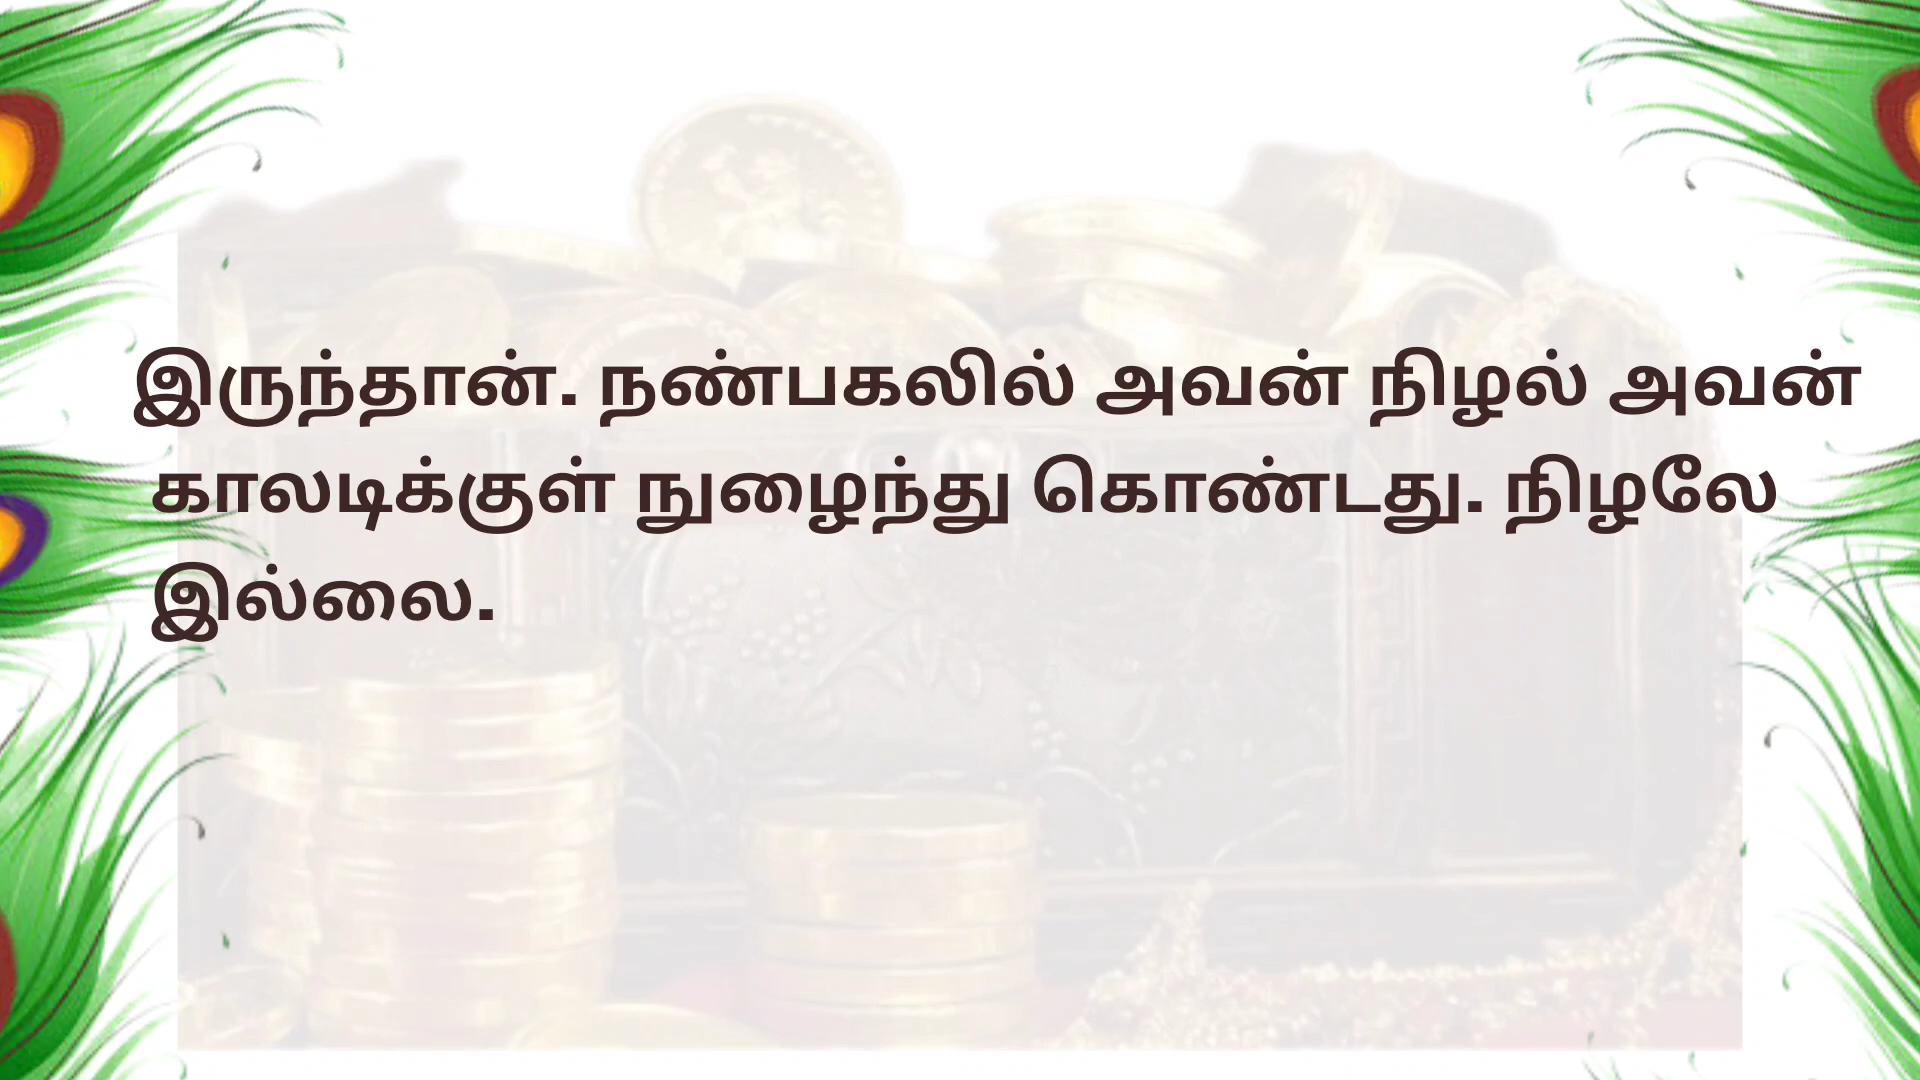 இருந்தான். நண்பகலில் அவன் நிழல் அவன்
காலடிக்குள் நுழைந்து கொண்டது. நிழலே
இல்லை.